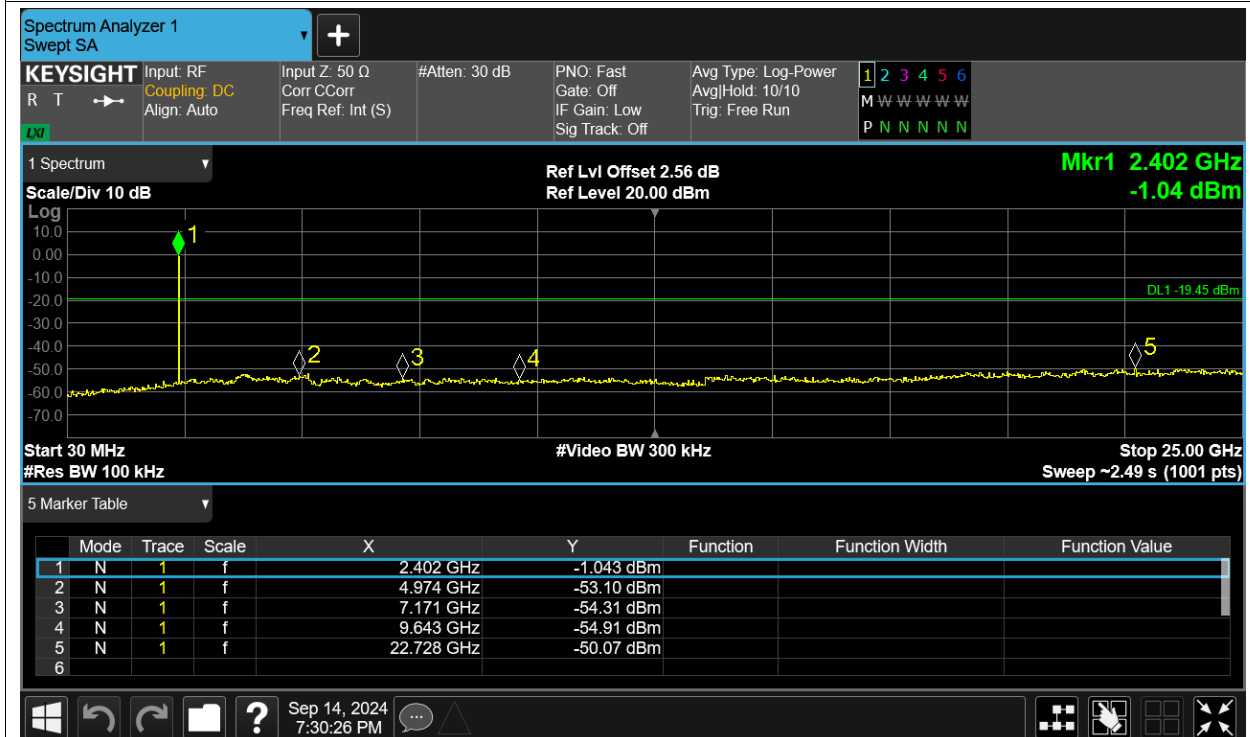 Spectrum Analyzer 1
Swept SA
KEYSIGHT
R T
LXI
Input: RF
Coupling: DC
Align: Auto
Input Z: 50 Ω
Corr CCorr
Freq Ref: Int (S)
#Atten: 30 dB
PNO: Fast
Gate: Off
IF Gain: Low
Sig Track: Off
Avg Type: Log-Power
Avg|Hold: 10/10
Trig: Free Run
1 2 3 4 5 6
M W W W W W W
P N N N N N N
1 Spectrum
Scale/Div 10 dB
Ref Lvl Offset 2.56 dB
Ref Level 20.00 dBm
Mkr1 2.402 GHz
-1.04 dBm
Log
10.0
0.00
-10.0
-20.0
-30.0
-40.0
-50.0
-60.0
-70.0
1
2
3
4
5
DL1 -19.45 dBm
Start 30 MHz
#Video BW 300 kHz
Stop 25.00 GHz
#Res BW 100 kHz
Sweep ~2.49 s (1001 pts)
5 Marker Table
Mode Trace Scale X Y Function Function Width Function Value
1 N 1 f 2.402 GHz -1.043 dBm
2 N 1 f 4.974 GHz -53.10 dBm
3 N 1 f 7.171 GHz -54.31 dBm
4 N 1 f 9.643 GHz -54.91 dBm
5 N 1 f 22.728 GHz -50.07 dBm
6
?
Sep 14, 2024
7:30:26 PM